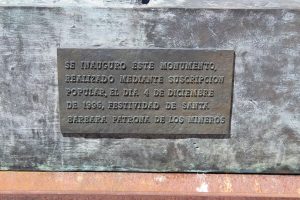 SE INAUGURO ESTE MONUMENTO,
REALIZADO MEDIANTE SUSCRIPCION
POPULAR, EL DIA 4 DE DICIEMBRE
DE 1986, FESTIVIDAD DE SANTA
BARBARA PATRONA DE LOS MINEROS